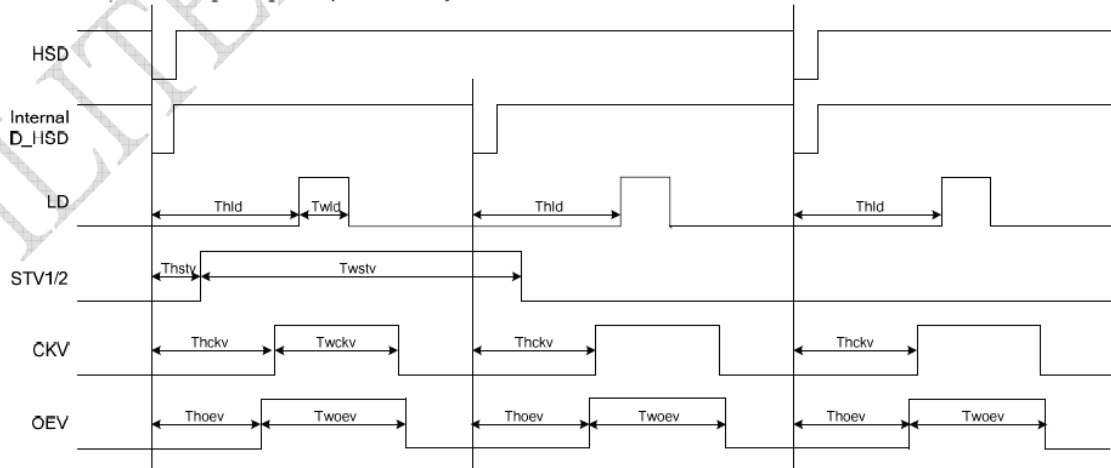 HSD
Internal
D_HSD
LD
Thld Twld Thld Thld
STV1/2
Thstv Twstv
CKV
Thckv Twckv Thckv Thckv
OEV
Thoev Twoev Thoev Twoev Thoev Twoev